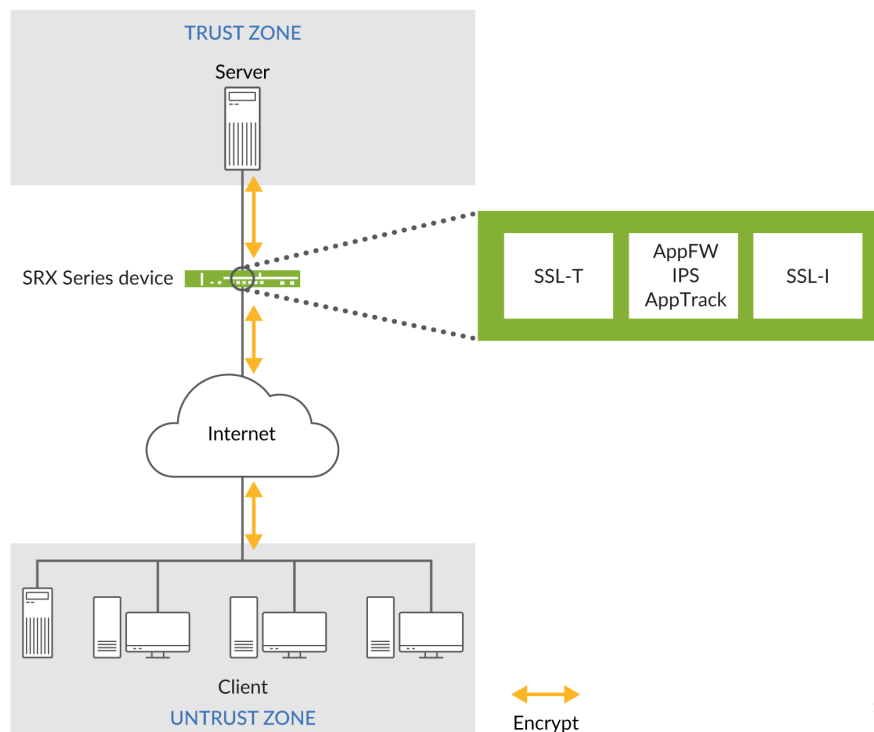 TRUST ZONE
Server
SRX Series device
SSL-T
AppFW
IPS
AppTrack
SSL-I
Internet
Client
UNTRUST ZONE
Encrypt